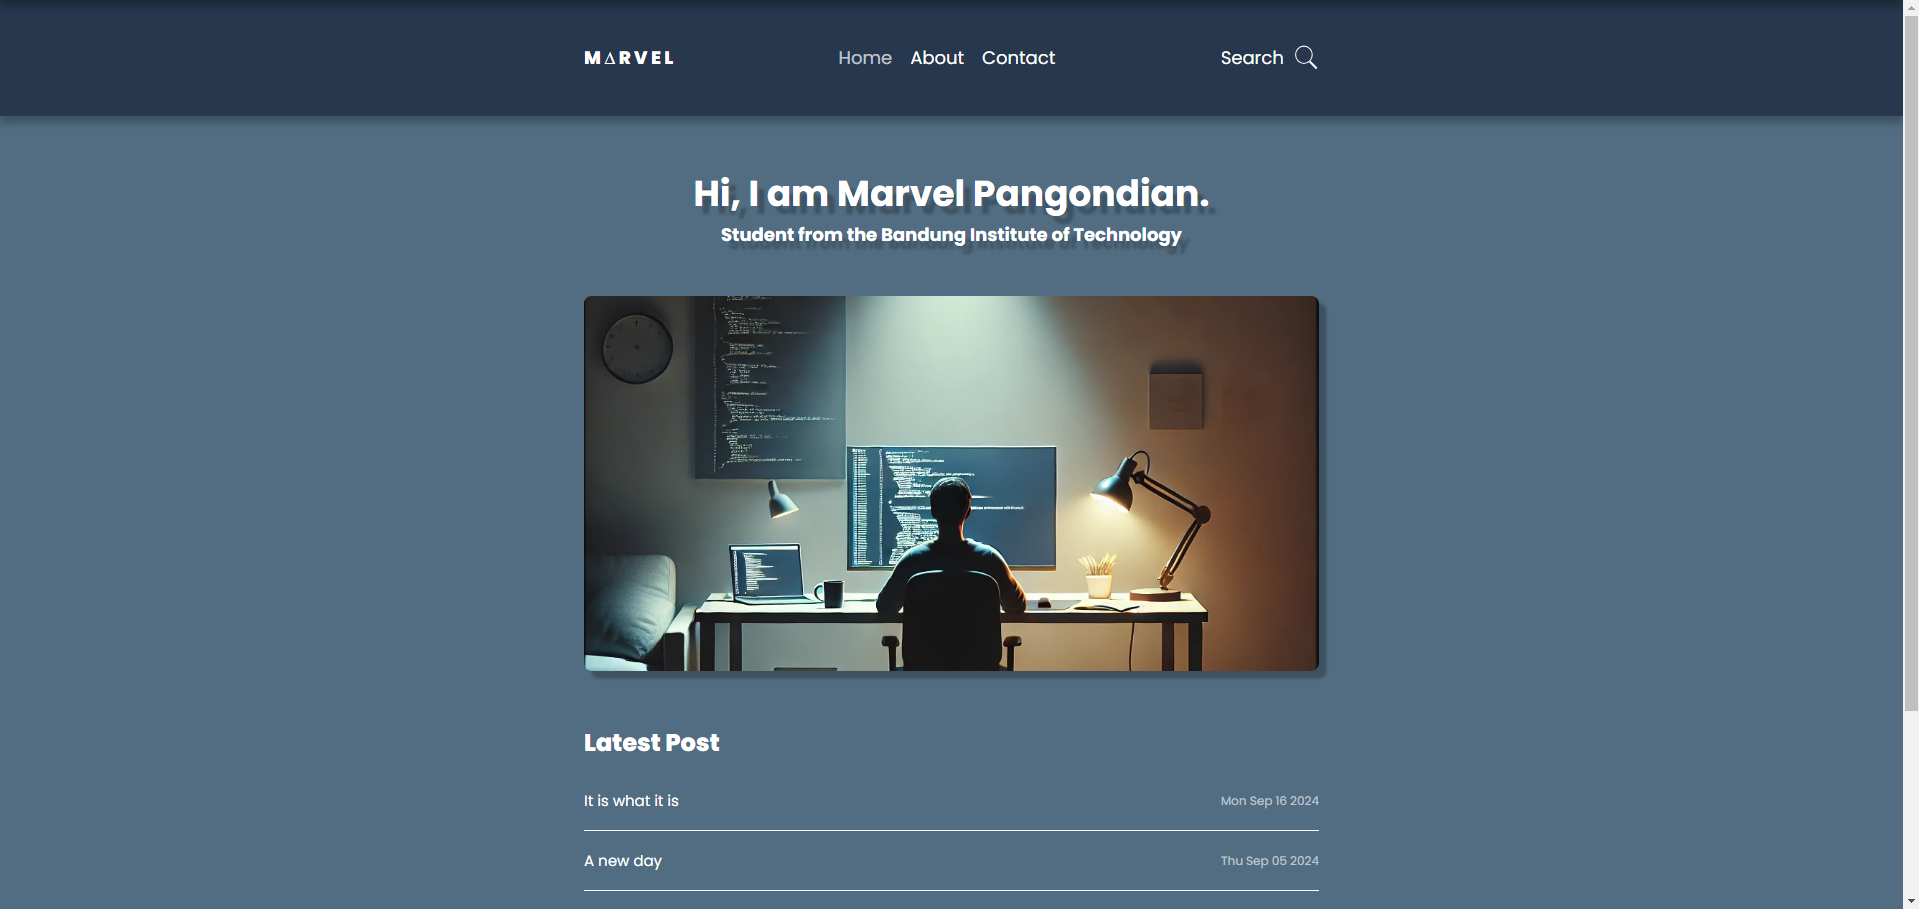 MΔRVEL
Home About Contact
Search
Hi, I am Marvel Pangondian.
Student from the Bandung Institute of Technology
Latest Post
It is what it is Mon Sep 16 2024
A new day Thu Sep 05 2024